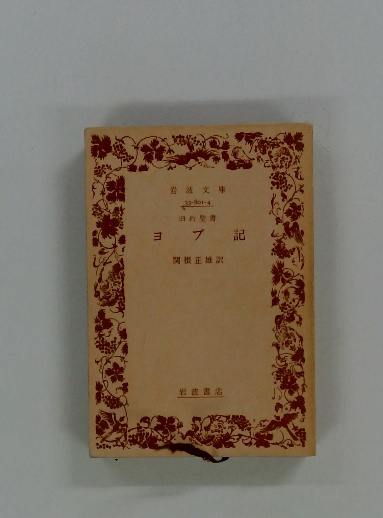 岩波文庫
33-801-4
旧約聖書
ヨブ記
関根正雄訳
岩波書店